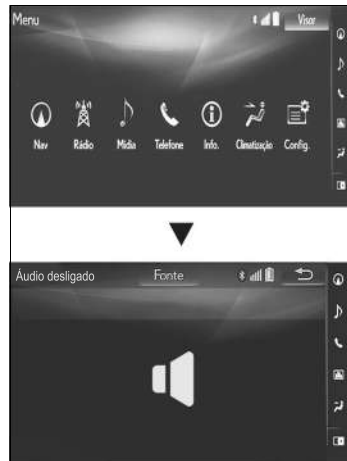 Menu
Visor
Nav Rádio Mídia Telefone Info. Climatização Config.
Áudio desligado Fonte